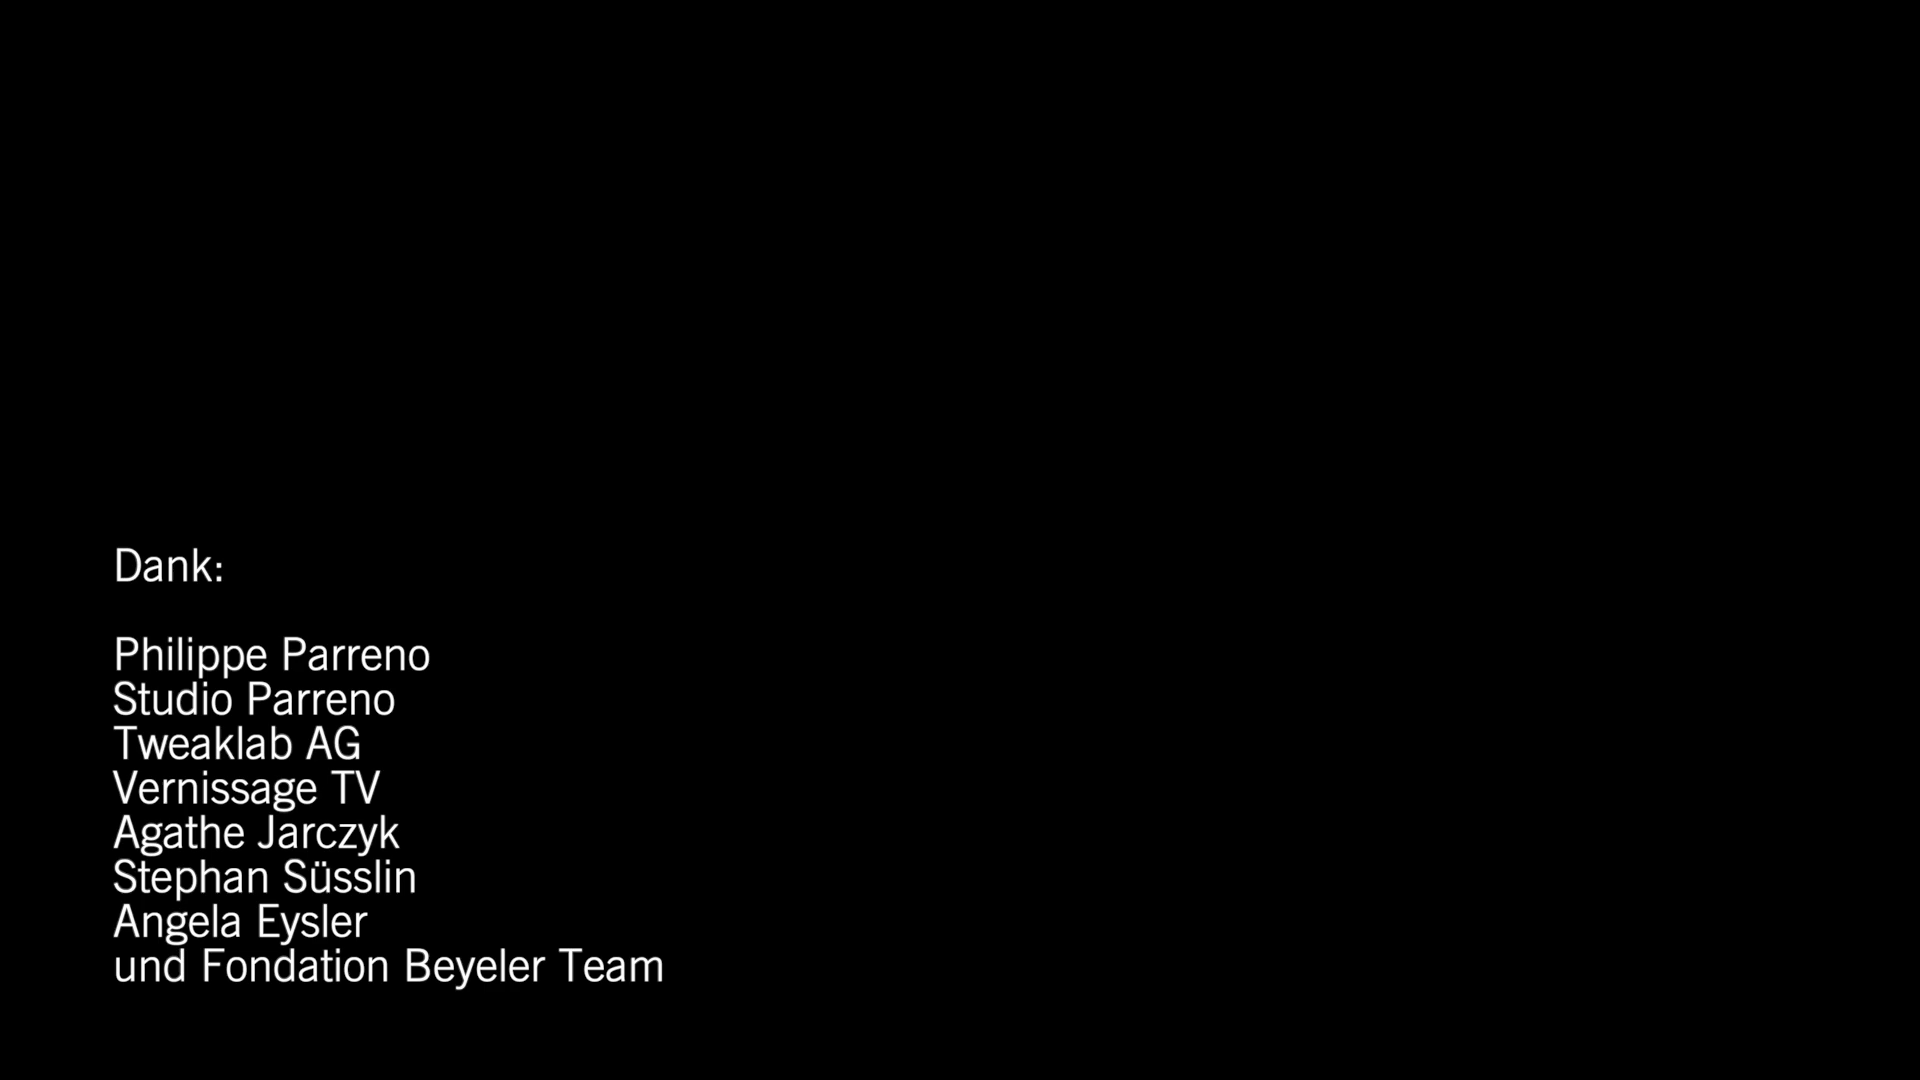 Dank:
Philippe Parreno
Studio Parreno
Tweaklab AG
Vernissage TV
Agathe Jarczyk
Stephan Süsslin
Angela Eysler
und Fondation Beyeler Team